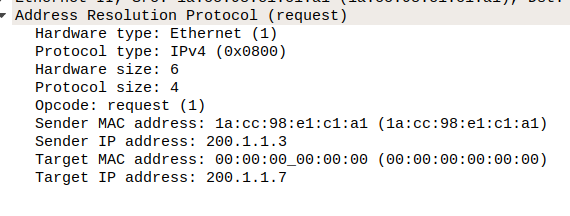 Address Resolution Protocol (request)
Hardware type: Ethernet (1)
Protocol type: IPv4 (0x0800)
Hardware size: 6
Protocol size: 4
Opcode: request (1)
Sender MAC address: 1a:cc:98:e1:c1:a1 (1a:cc:98:e1:c1:a1)
Sender IP address: 200.1.1.3
Target MAC address: 00:00:00_00:00:00 (00:00:00:00:00:00)
Target IP address: 200.1.1.7